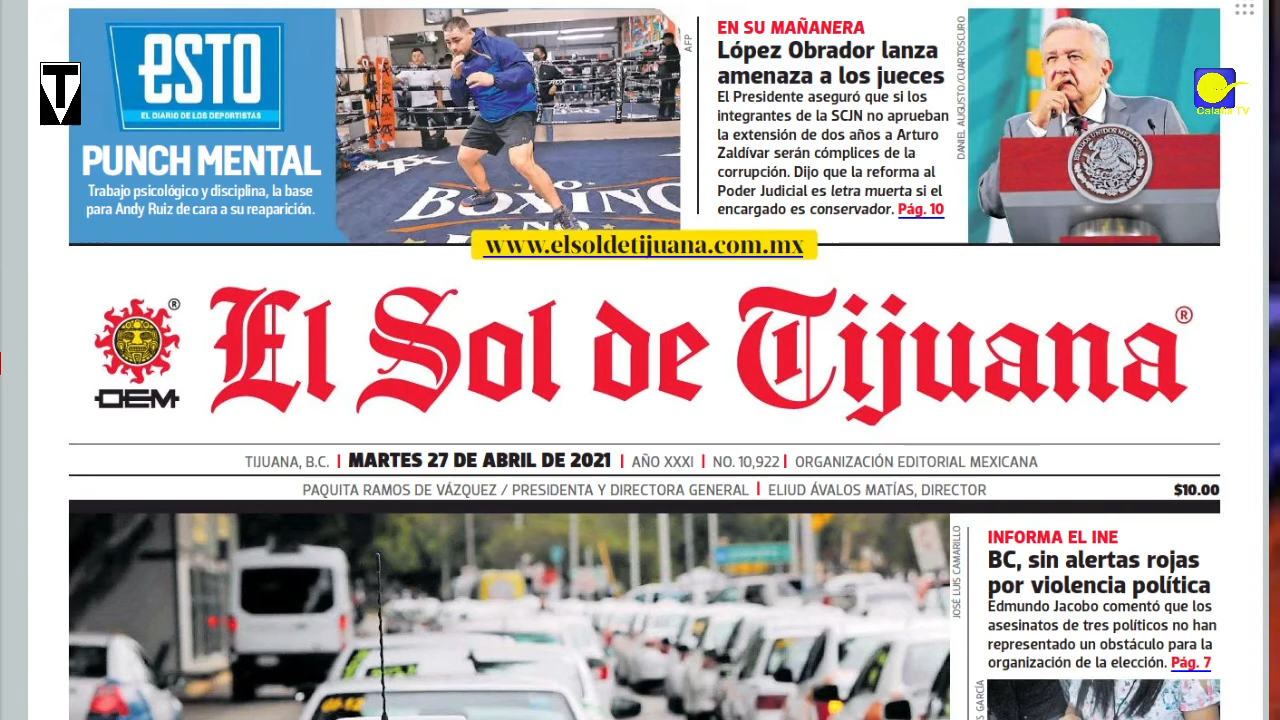 ESTO
EL DIARIO DE LOS DEPORTISTAS
PUNCH MENTAL
Trabajo psicológico y disciplina, la base
para Andy Ruiz de cara a su reaparición.
BOXING
AFP
EN SU MAÑANERA
López Obrador lanza
amenaza a los jueces
El Presidente aseguró que si los
integrantes de la SCJN no aprueban
la extensión de dos años a Arturo
Zaldívar serán cómplices de la
corrupción. Dijo que la reforma al
Poder Judicial es letra muerta si el
encargado es conservador. Pág. 10
DANIEL AUGUSTO/CUARTOSCURO
ESTADOS UNIDOS MEXICANOS
T
Calafia TV
www.elsoldetijuana.com.mx
OEM ®
El Sol de Tijuana ®
TIJUANA, B.C. | MARTES 27 DE ABRIL DE 2021 | AÑO XXXI | NO. 10,922 | ORGANIZACIÓN EDITORIAL MEXICANA
PAQUITA RAMOS DE VÁZQUEZ / PRESIDENTA Y DIRECTORA GENERAL | ELIUD ÁVALOS MATÍAS, DIRECTOR $10.00
JOSÉ LUIS CAMARILLO
INFORMA EL INE
BC, sin alertas rojas
por violencia política
Edmundo Jacobo comentó que los
asesinatos de tres políticos no han
representado un obstáculo para la
organización de la elección. Pág. 7
GARCÍA